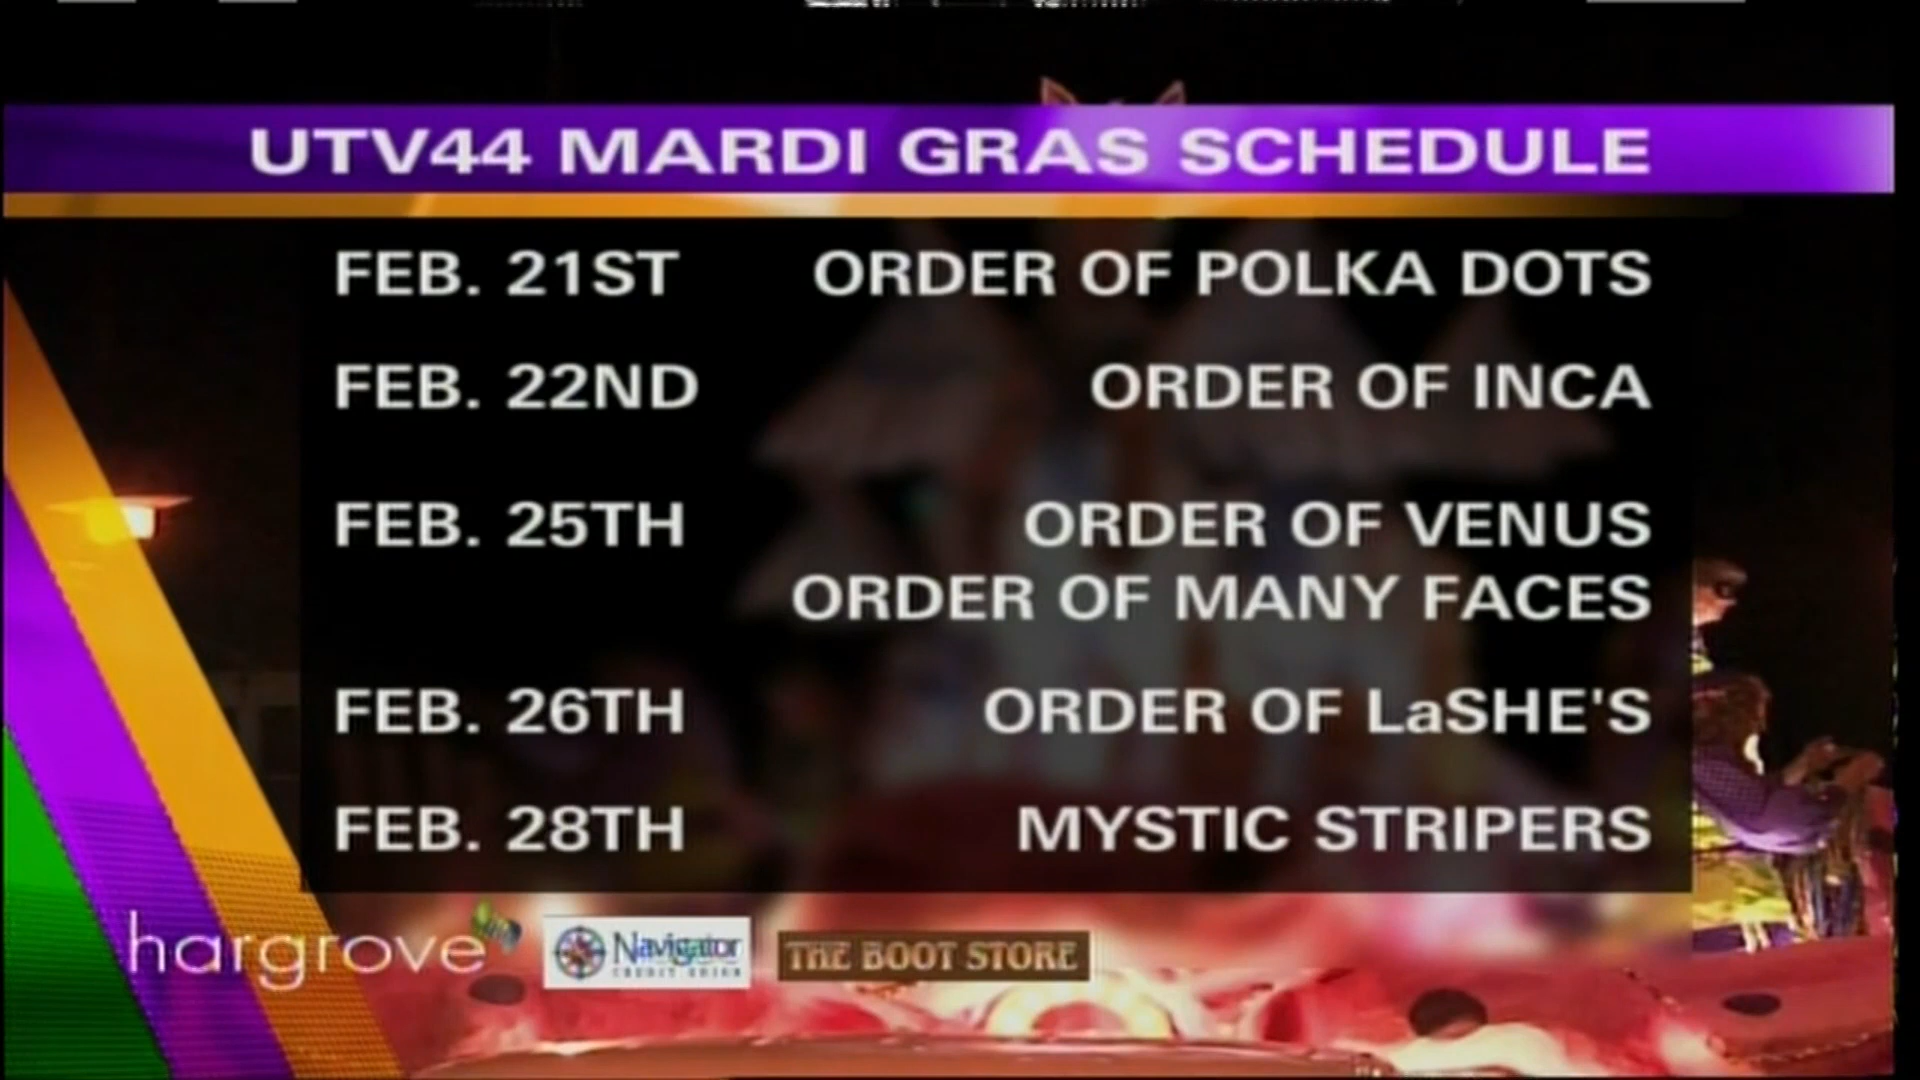 UTV44 MARDI GRAS SCHEDULE
FEB. 21ST ORDER OF POLKA DOTS
FEB. 22ND ORDER OF INCA
FEB. 25TH ORDER OF VENUS
ORDER OF MANY FACES
FEB. 26TH ORDER OF LaSHE'S
FEB. 28TH MYSTIC STRIPERS
hargrove
Navigator
CREDIT UNION
THE BOOT STORE